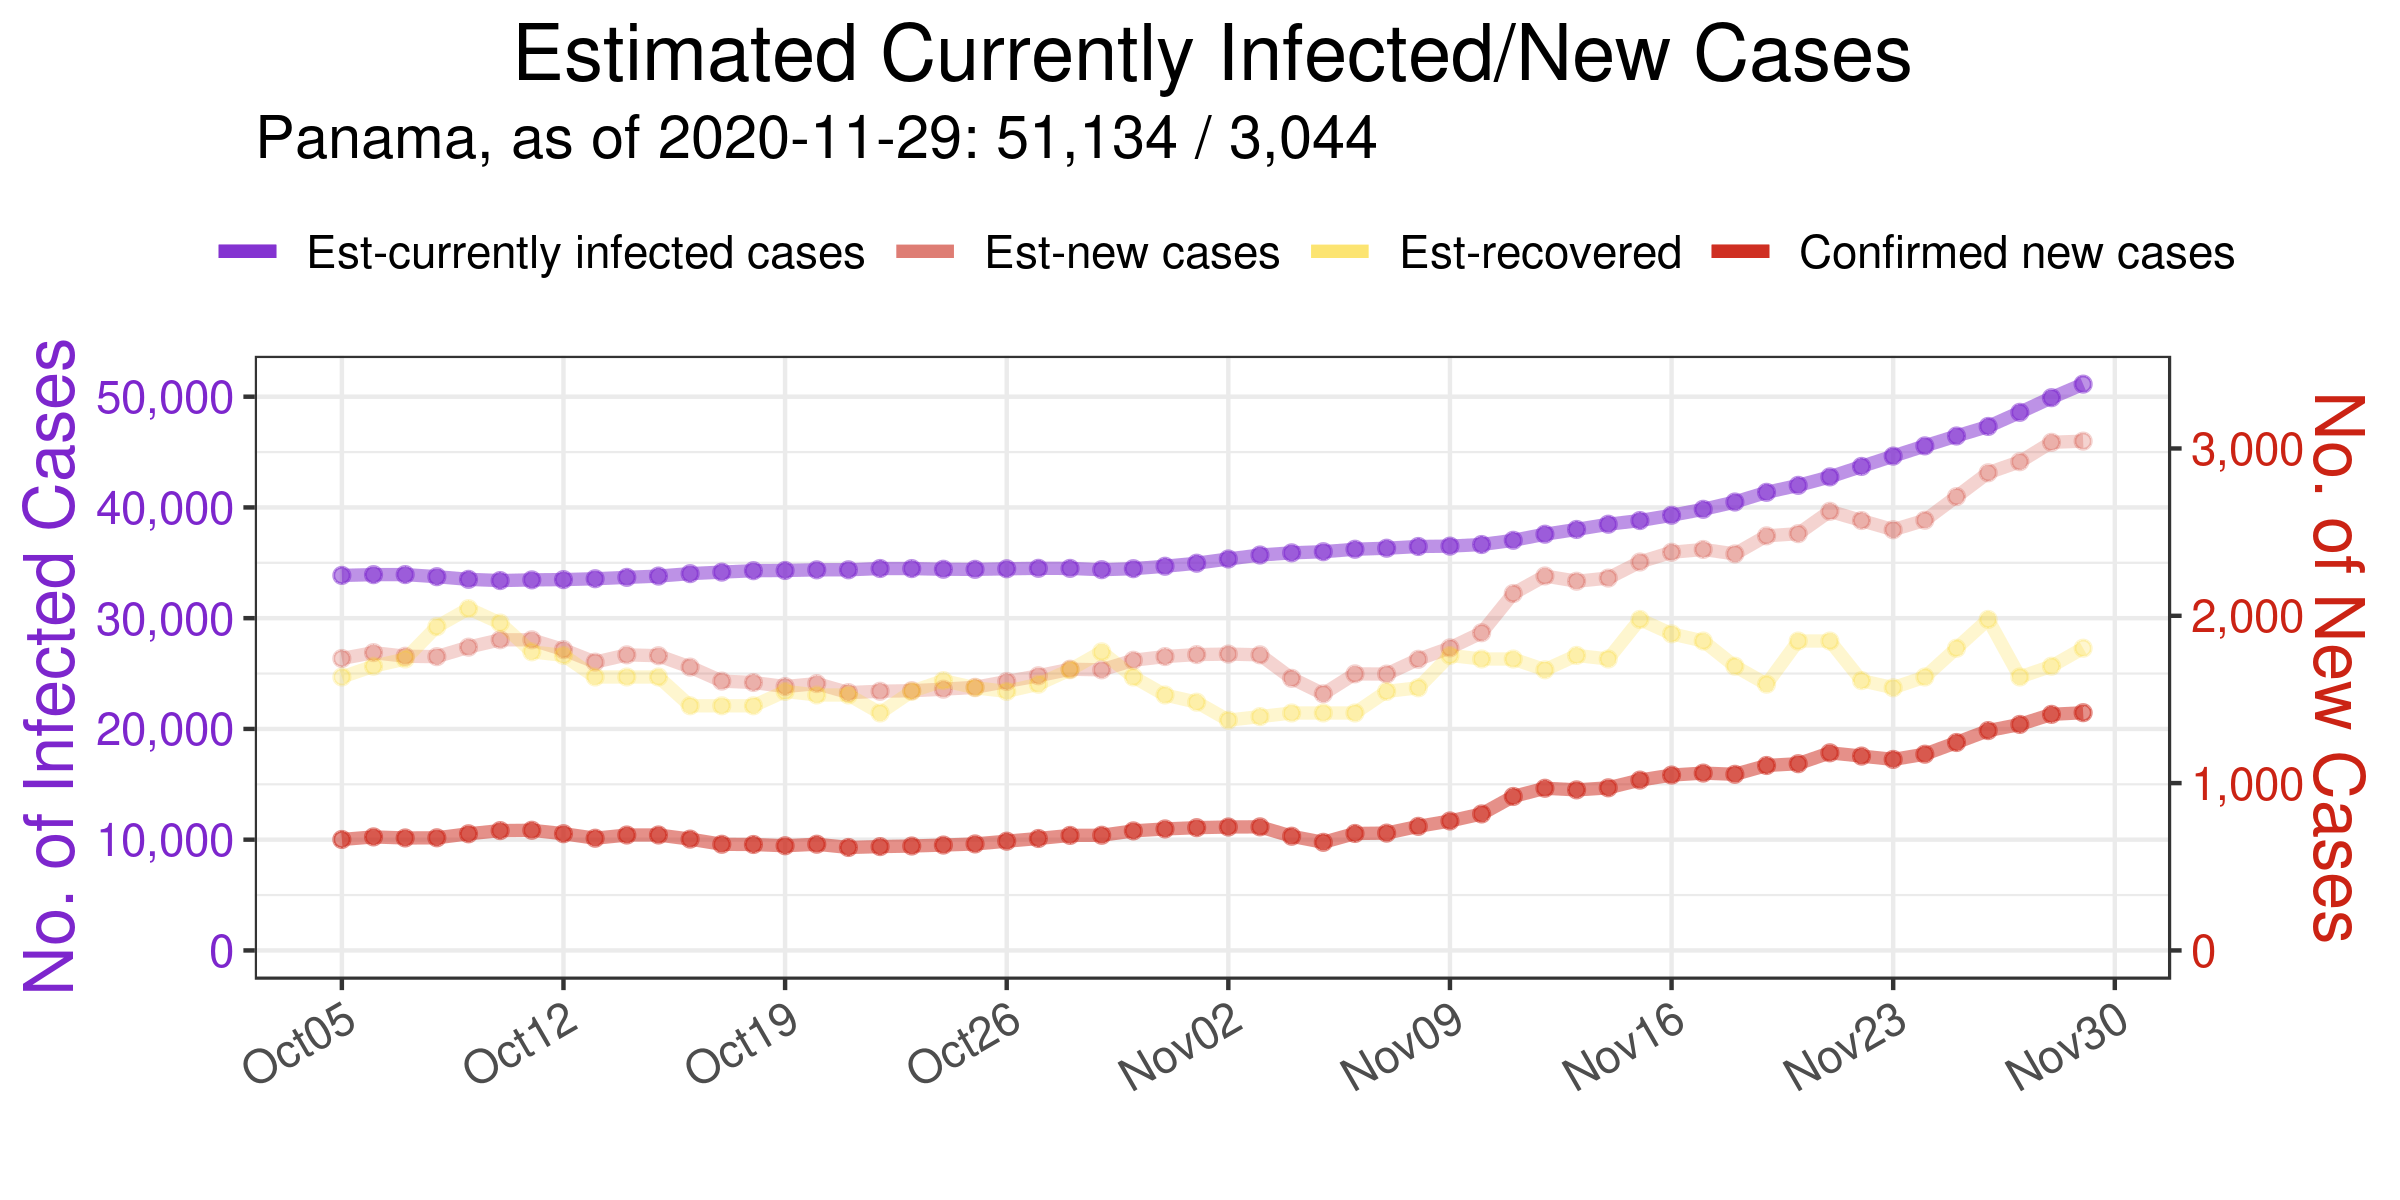 Estimated Currently Infected/New Cases
Panama, as of 2020-11-29: 51,134 / 3,044
Est-currently infected cases
Est-new cases
Est-recovered
Confirmed new cases
No. of Infected Cases
50,000
40,000
30,000
20,000
10,000
0
3,000
2,000
1,000
0
No. of New Cases
Oct05
Oct12
Oct19
Oct26
Nov02
Nov09
Nov16
Nov23
Nov30